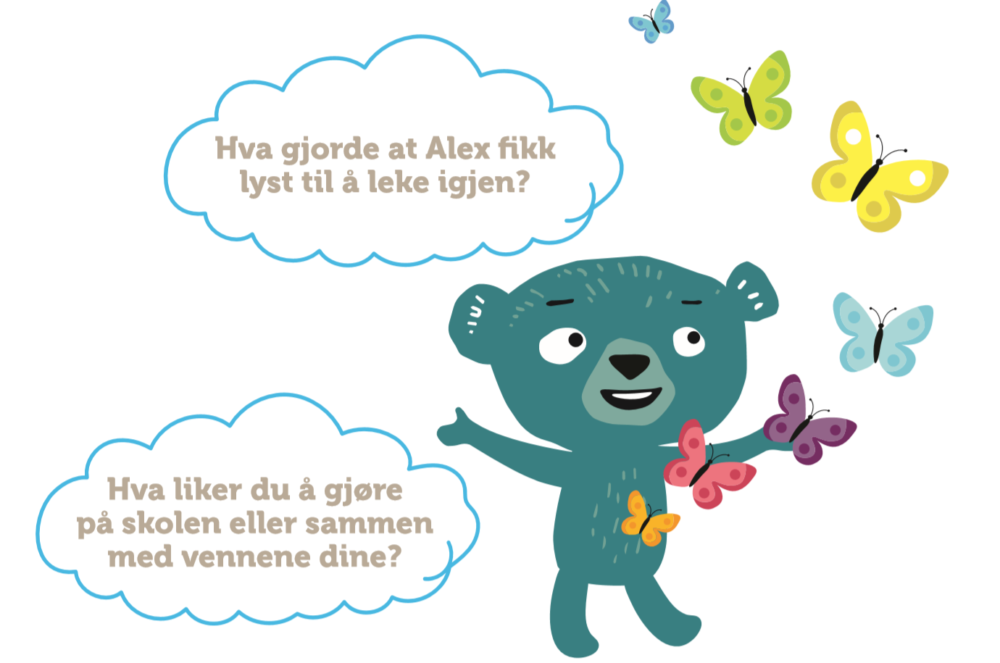 Hva gjorde at Alex fikk
lyst til å leke igjen?
Hva liker du å gjøre
på skolen eller sammen
med vennene dine?